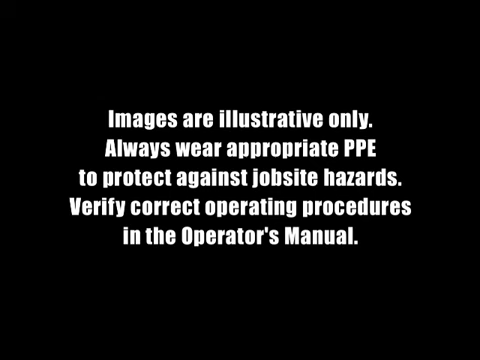 Images are illustrative only.
Always wear appropriate PPE
to protect against jobsite hazards.
Verify correct operating procedures
in the Operator's Manual.